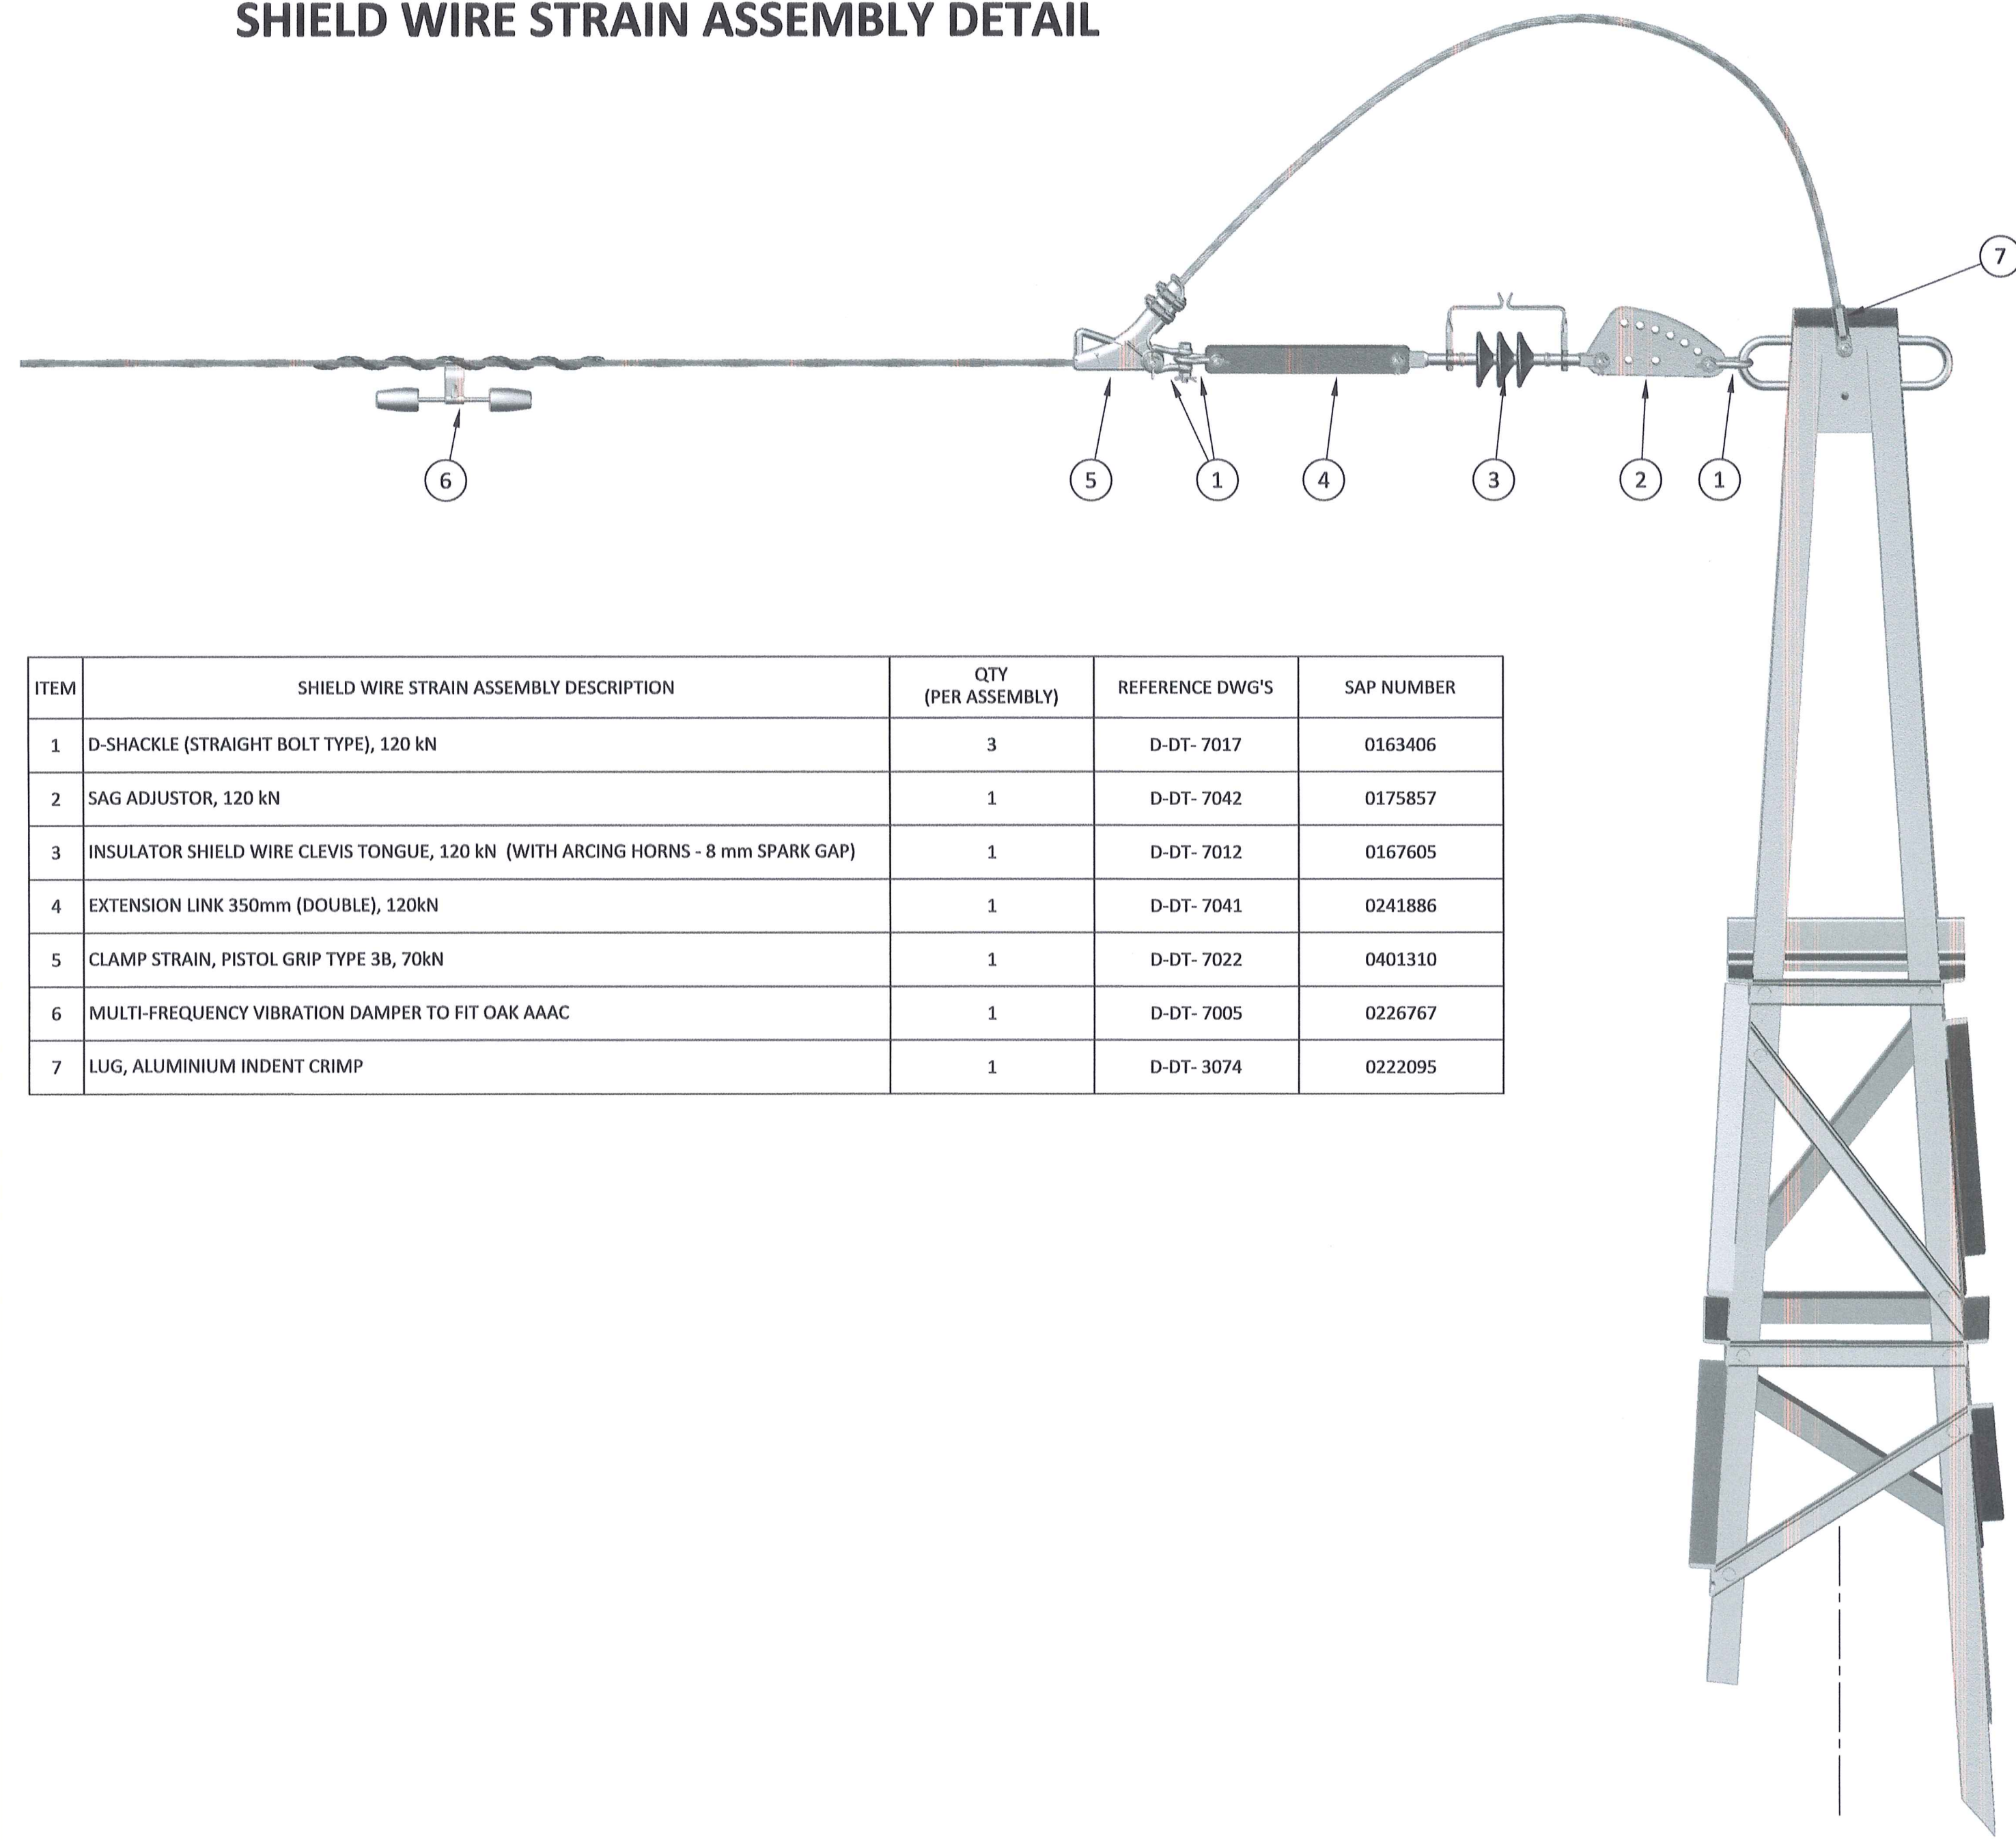 SHIELD WIRE STRAIN ASSEMBLY DETAIL
7
6
5
1
4
3
2
1
ITEM SHIELD WIRE STRAIN ASSEMBLY DESCRIPTION QTY (PER ASSEMBLY) REFERENCE DWG'S SAP NUMBER
1 D-SHACKLE (STRAIGHT BOLT TYPE), 120 kN 3 D-DT- 7017 0163406
2 SAG ADJUSTOR, 120 kN 1 D-DT- 7042 0175857
3 INSULATOR SHIELD WIRE CLEVIS TONGUE, 120 kN (WITH ARCING HORNS - 8 mm SPARK GAP) 1 D-DT- 7012 0167605
4 EXTENSION LINK 350mm (DOUBLE), 120kN 1 D-DT- 7041 0241886
5 CLAMP STRAIN, PISTOL GRIP TYPE 3B, 70kN 1 D-DT- 7022 0401310
6 MULTI-FREQUENCY VIBRATION DAMPER TO FIT OAK AAAC 1 D-DT- 7005 0226767
7 LUG, ALUMINIUM INDENT CRIMP 1 D-DT- 3074 0222095